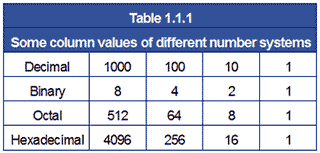 Table 1.1.1
Some column values of different number systems
Decimal 1000 100 10 1
Binary 8 4 2 1
Octal 512 64 8 1
Hexadecimal 4096 256 16 1